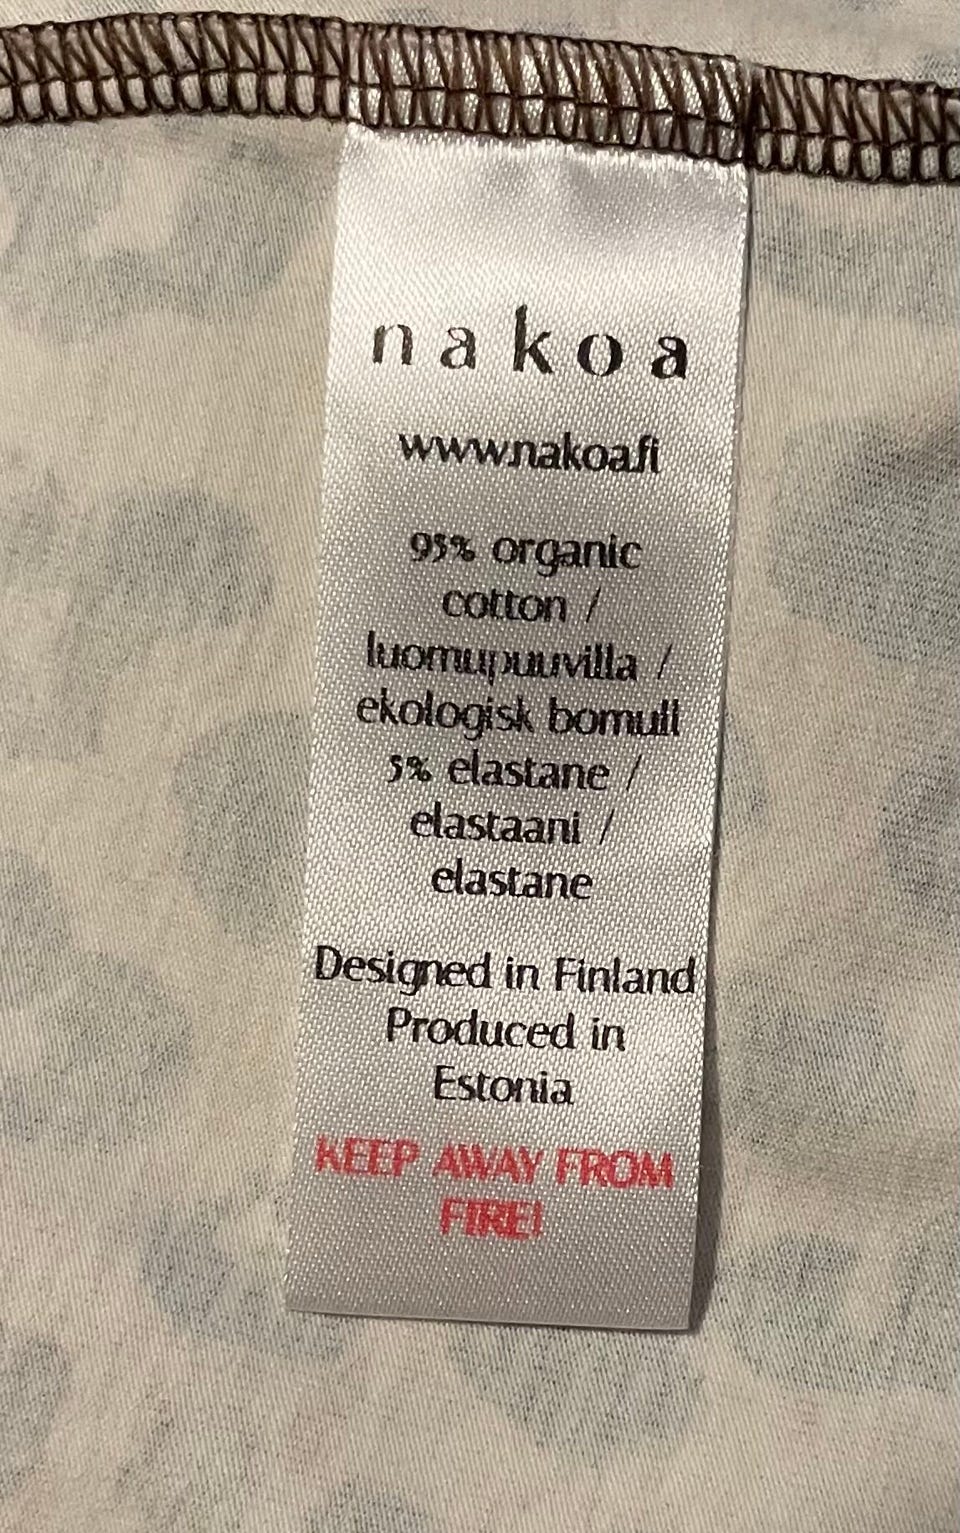 nakoa
www.nakoa.fi
95% organic
cotton /
luomupuuvilla /
ekologisk bomull
5% elastane /
elastaani /
elastane
Designed in Finland
Produced in
Estonia
KEEP AWAY FROM
FIRE!